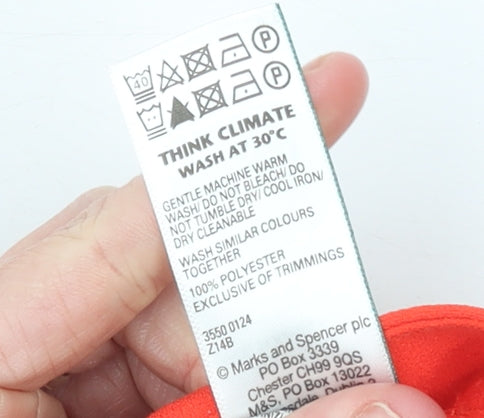 40 P
P
THINK CLIMATE
WASH AT 30°C
GENTLE MACHINE WARM
WASH/ DO NOT BLEACH/ DO
NOT TUMBLE DRY/ COOL IRON/
DRY CLEANABLE
WASH SIMILAR COLOURS
TOGETHER
100% POLYESTER
EXCLUSIVE OF TRIMMINGS
3550 0124
Z14B
© Marks and Spencer plc
PO Box 3339
Chester CH99 9QS
M&S, PO Box 13022
Dublin